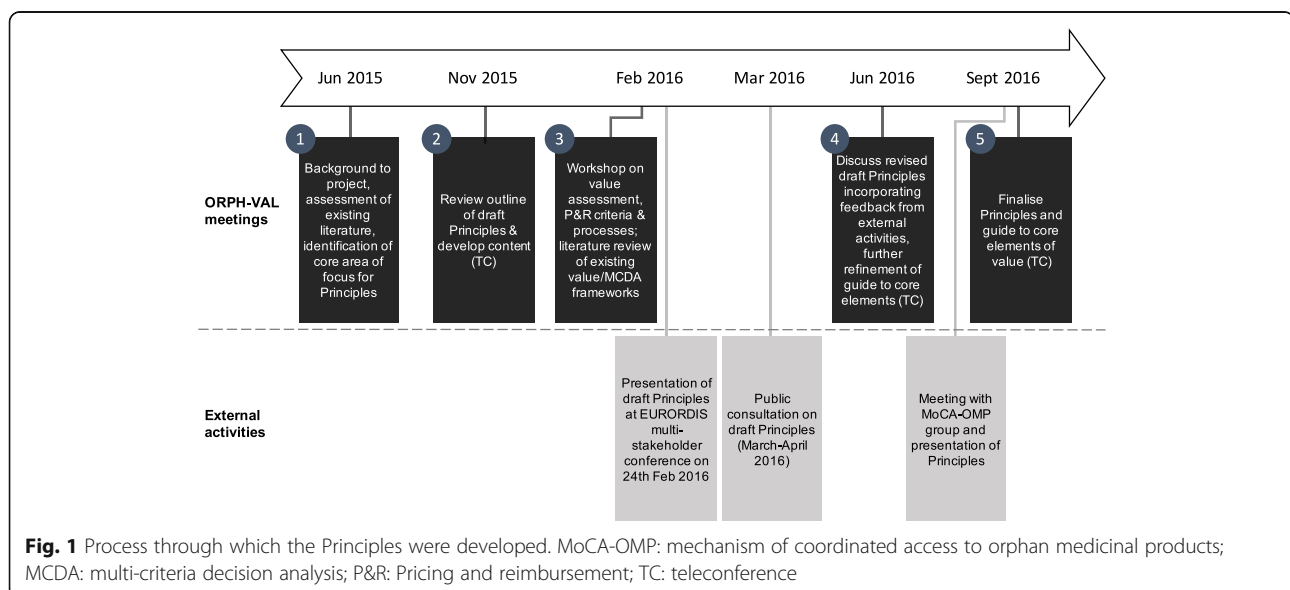 Jun 2015
Nov 2015
Feb 2016
Mar 2016
Jun 2016
Sept 2016
ORPH-VAL
meetings
1
Background to
project,
assessment of
existing
literature,
identification of
core area of
focus for
Principles
2
Review outline
of draft
Principles &
develop content
(TC)
3
Workshop on
value
assessment,
P&R criteria &
processes;
literature review
of existing
value/MCDA
frameworks
4
Discuss revised
draft Principles
incorporating
feedback from
external
activities,
further
refinement of
guide to core
elements (TC)
5
Finalise
Principles and
guide to core
elements of
value (TC)
External
activities
Presentation of
draft Principles
at EURORDIS
multi-
stakeholder
conference on
24th Feb 2016
Public
consultation on
draft Principles
(March-April
2016)
Meeting with
MoCA-OMP
group and
presentation of
Principles
Fig. 1 Process through which the Principles were developed. MoCA-OMP: mechanism of coordinated access to orphan medicinal products;
MCDA: multi-criteria decision analysis; P&R: Pricing and reimbursement; TC: teleconference